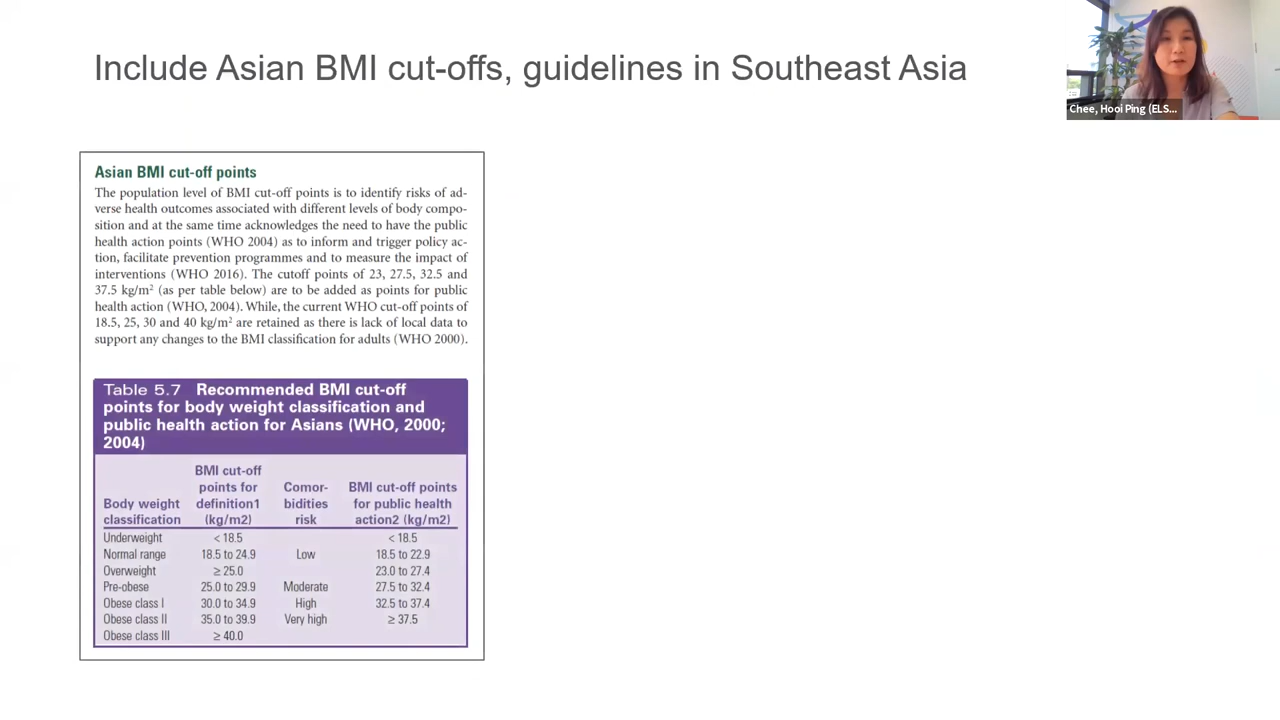 Include Asian BMI cut-offs, guidelines in Southeast Asia
Chee, Hooi Ping (ELS...
Asian BMI cut-off points
The population level of BMI cut-off points is to identify risks of ad-
verse health outcomes associated with different levels of body compo-
sition and at the same time acknowledges the need to have the public
health action points (WHO 2004) as to inform and trigger policy ac-
tion, facilitate prevention programmes and to measure the impact of
interventions (WHO 2016). The cutoff points of 23, 27.5, 32.5 and
37.5 kg/m² (as per table below) are to be added as points for public
health action (WHO, 2004). While, the current WHO cut-off points of
18.5, 25, 30 and 40 kg/m² are retained as there is lack of local data to
support any changes to the BMI classification for adults (WHO 2000).
Table 5.7 Recommended BMI cut-off
points for body weight classification and
public health action for Asians (WHO, 2000;
2004)
Body weight
classification
BMI cut-off
points for
definition1
(kg/m2)
Comor-
bidities
risk
BMI cut-off points
for public health
action2 (kg/m2)
Underweight < 18.5 < 18.5
Normal range 18.5 to 24.9 Low 18.5 to 22.9
Overweight ≥ 25.0 23.0 to 27.4
Pre-obese 25.0 to 29.9 Moderate 27.5 to 32.4
Obese class I 30.0 to 34.9 High 32.5 to 37.4
Obese class II 35.0 to 39.9 Very high ≥ 37.5
Obese class III ≥ 40.0